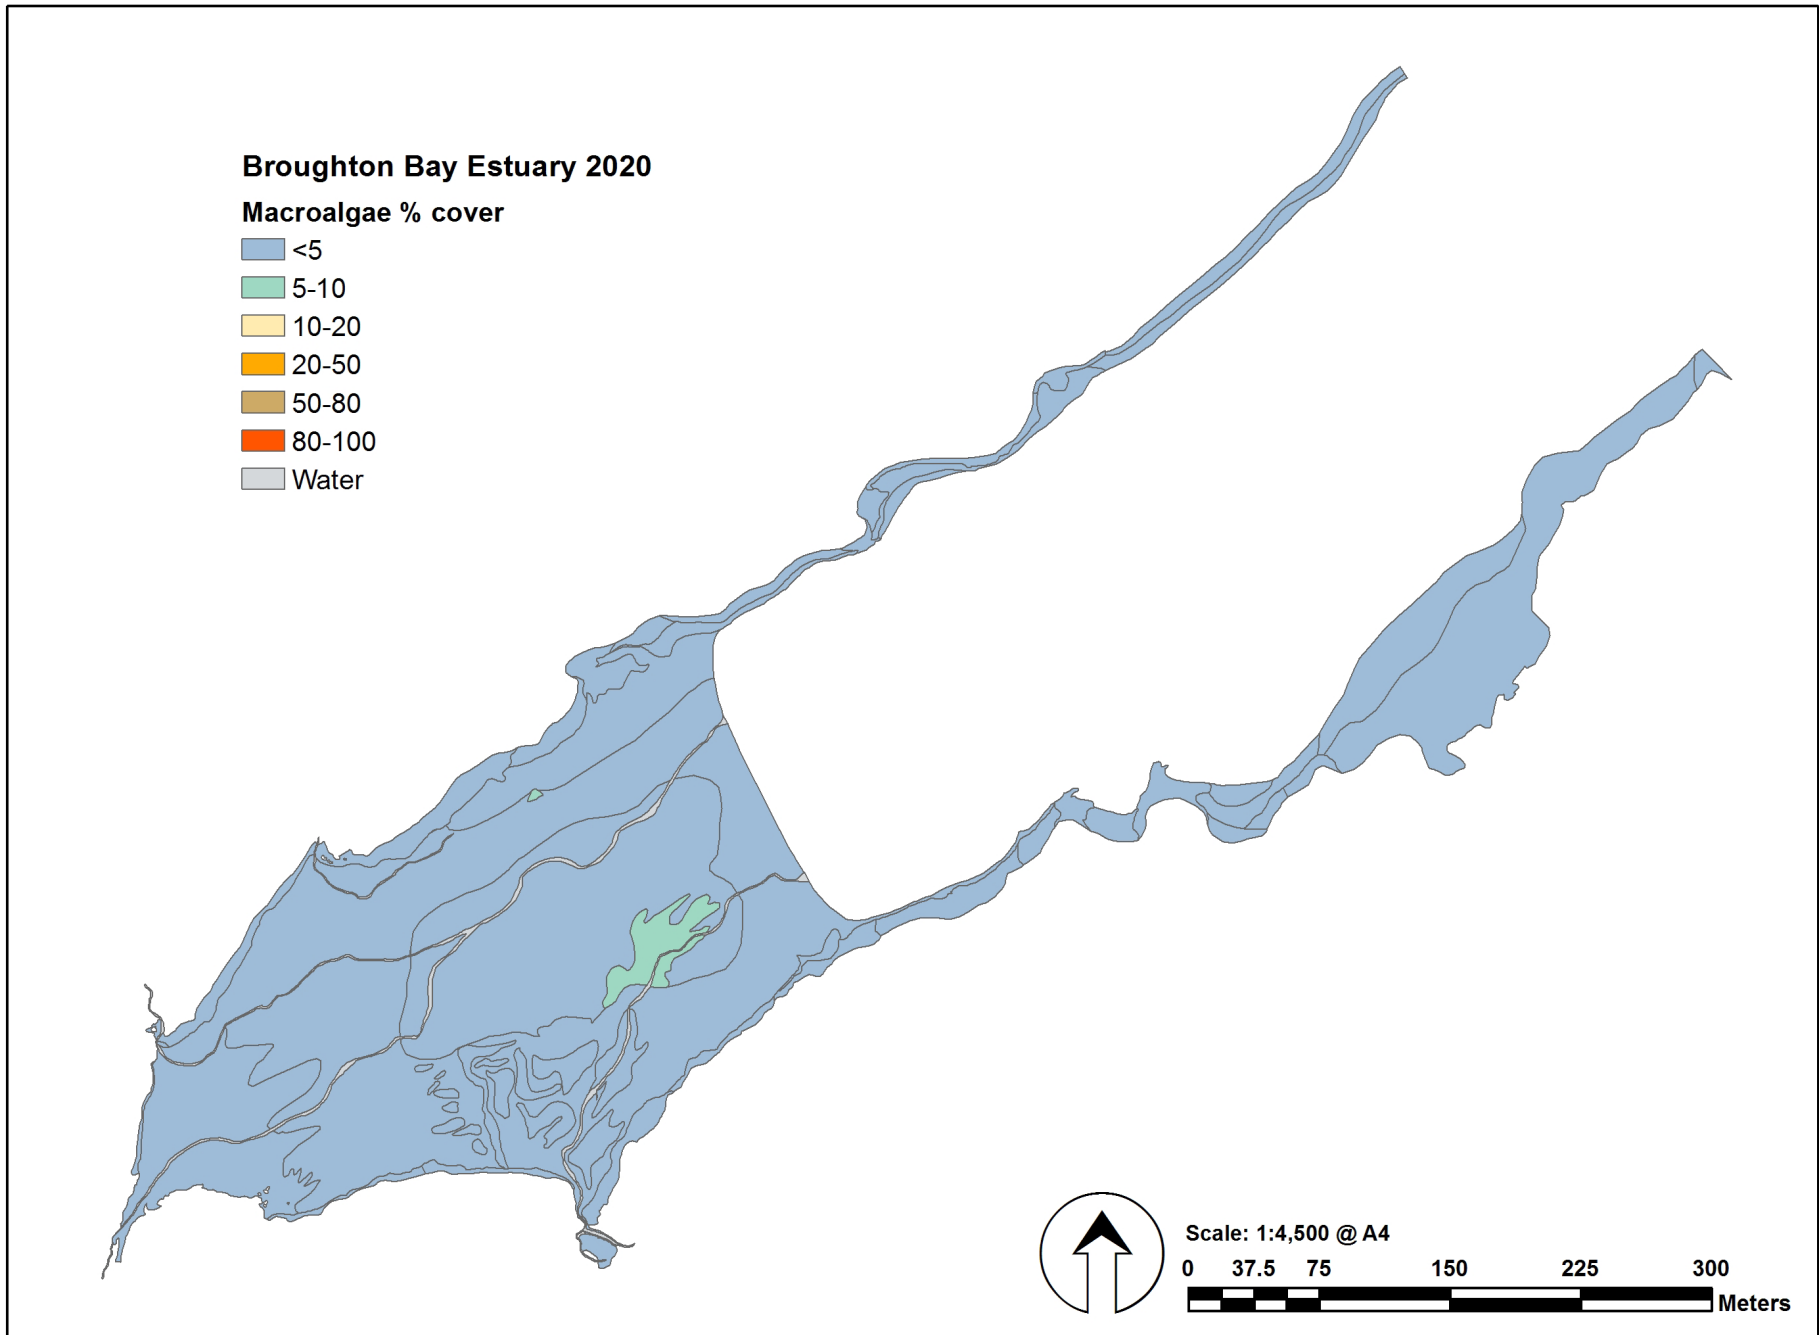 Broughton Bay Estuary 2020
Macroalgae % cover
<5
5-10
10-20
20-50
50-80
80-100
Water
Scale: 1:4,500 @ A4
0 37.5 75 150 225 300
Meters